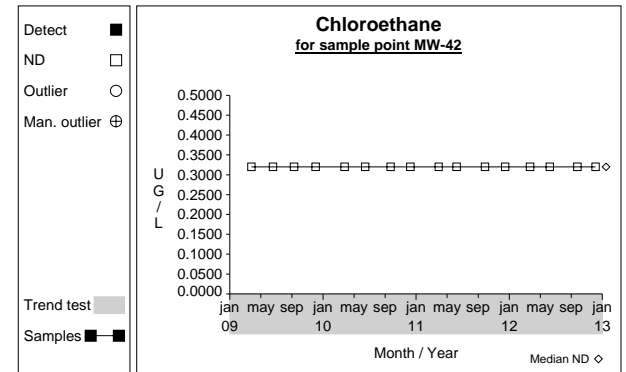 Detect
ND
Outlier
Man. outlier
Trend test
Samples
Chloroethane
for sample point MW-42
U
G
/
L
0.5000
0.4500
0.4000
0.3500
0.3000
0.2500
0.2000
0.1500
0.1000
0.0500
0.0000
jan may sep jan may sep jan may sep jan may sep jan
09 10 11 12 13
Month / Year
Median ND